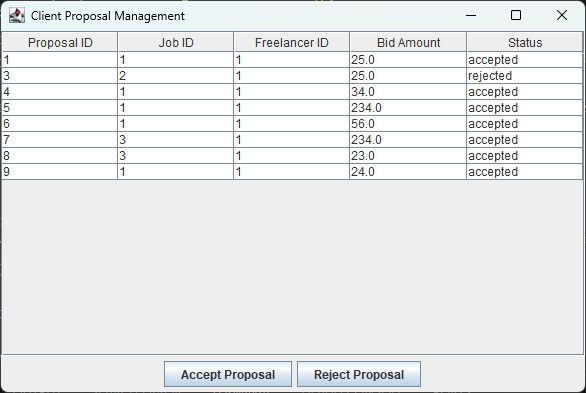 Client Proposal Management
Proposal ID Job ID Freelancer ID Bid Amount Status
1 1 1 25.0 accepted
3 2 1 25.0 rejected
4 1 1 34.0 accepted
5 1 1 234.0 accepted
6 1 1 56.0 accepted
7 3 1 234.0 accepted
8 3 1 23.0 accepted
9 1 1 24.0 accepted
Accept Proposal Reject Proposal